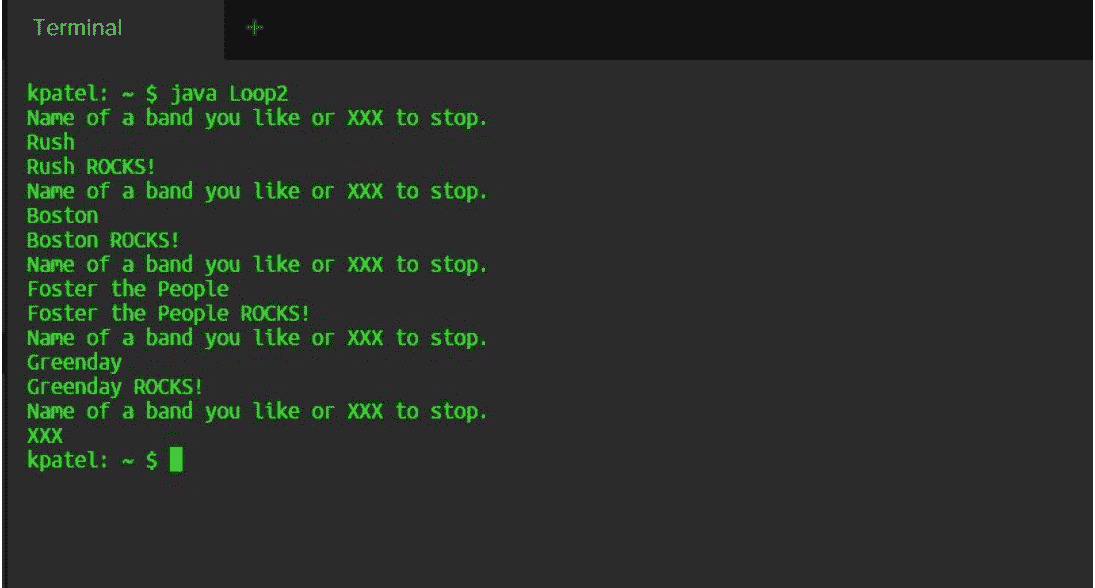 Terminal +
kpatel: ~ $ java Loop2
Name of a band you like or XXX to stop.
Rush
Rush ROCKS!
Name of a band you like or XXX to stop.
Boston
Boston ROCKS!
Name of a band you like or XXX to stop.
Foster the People
Foster the People ROCKS!
Name of a band you like or XXX to stop.
Greenday
Greenday ROCKS!
Name of a band you like or XXX to stop.
XXX
kpatel: ~ $